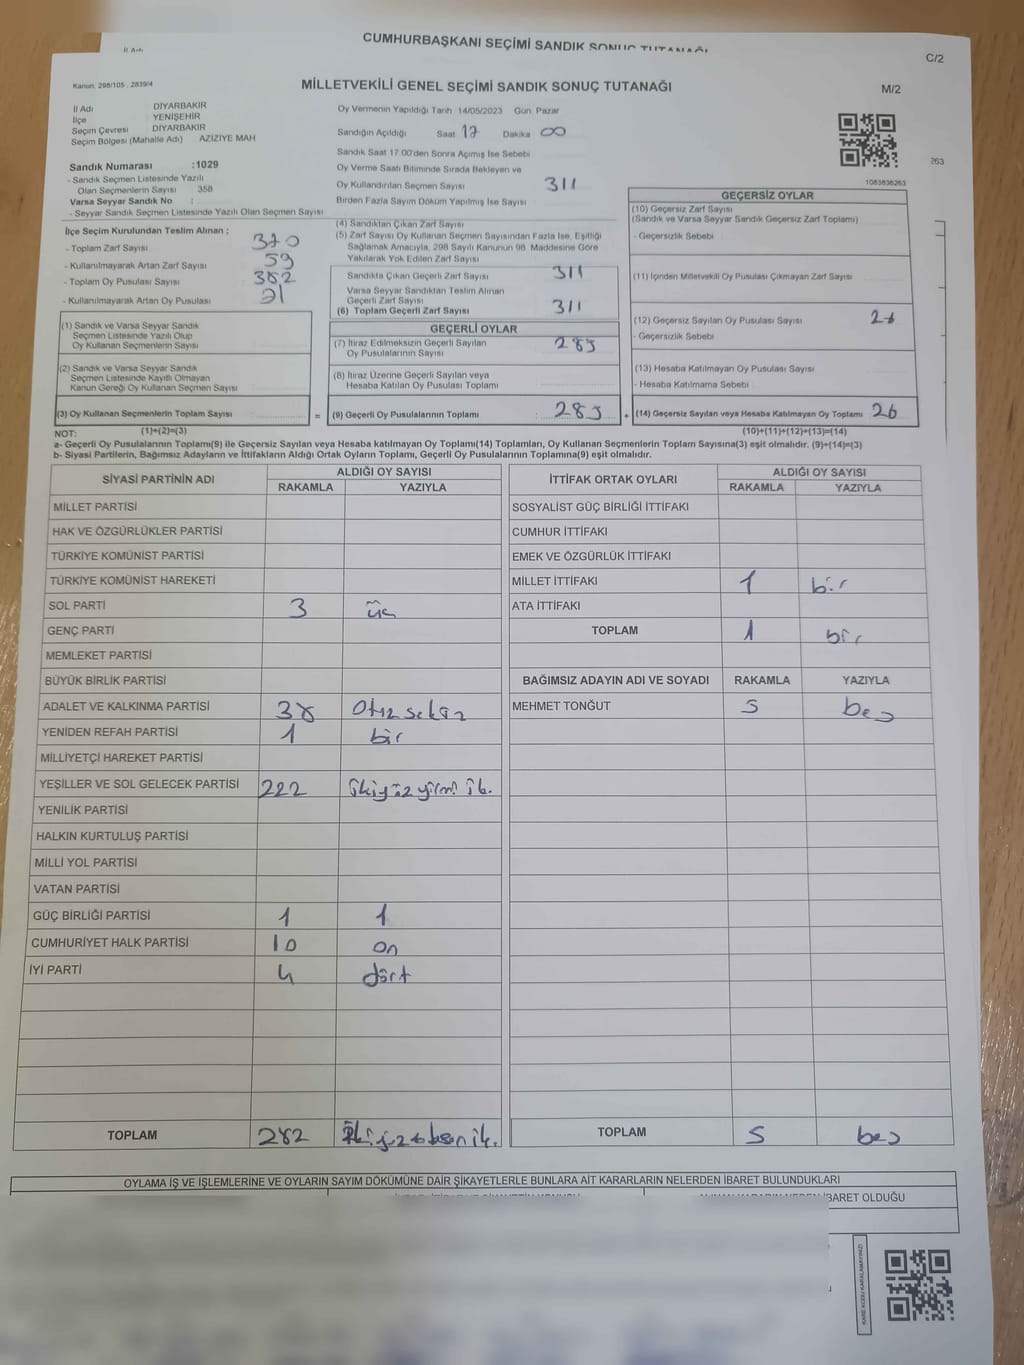 CUMHURBAŞKANI SEÇİMİ SANDIK SONUÇ TUTANAĞI
İl Adı
C/2
Kanun. 298/105 , 2839/4
MİLLETVEKİLİ GENEL SEÇİMİ SANDIK SONUÇ TUTANAĞI
M/2
İl Adı DİYARBAKIR
İlçe YENİŞEHİR
Seçim Çevresi DİYARBAKIR
Seçim Bölgesi (Mahalle Adı) AZİZİYE MAH
Sandık Numarası :1029
- Sandık Seçmen Listesinde Yazılı
Olan Seçmenlerin Sayısı 358
Varsa Seyyar Sandık No :
- Seyyar Sandık Seçmen Listesinde Yazılı Olan Seçmen Sayısı
İlçe Seçim Kurulundan Teslim Alınan ;
- Toplam Zarf Sayısı 370
- Kullanılmayarak Artan Zarf Sayısı 59
- Toplam Oy Pusulası Sayısı 382
- Kullanılmayarak Artan Oy Pusulası
Oy Vermenin Yapıldığı Tarih 14/05/2023 Gün Pazar
Sandığın Açıldığı Saat 17 Dakika 00
Sandık Saat 17:00'den Sonra Açmış İse Sebebi
Oy Verme Saati Bitiminde Sırada Bekleyen ve
Oy Kullandırılan Seçmen Sayısı 311
Birden Fazla Sayım Döküm Yapılmış İse Sayısı
(4) Sandıktan Çıkan Zarf Sayısı
(5) Zarf Sayısı Oy Kullanan Seçmen Sayısından Fazla İse, Eşitliği
Sağlamak Amacıyla, 298 Sayılı Kanunun 98. Maddesine Göre
Yakılarak Yok Edilen Zarf Sayısı
Sandıkta Çıkan Geçerli Zarf Sayısı 311
Varsa Seyyar Sandıktan Teslim Alınan
Geçerli Zarf Sayısı
(6) Toplam Geçerli Zarf Sayısı 311
263
1083836263
GEÇERSİZ OYLAR
(10) Geçersiz Zarf Sayısı
(Sandık ve Varsa Seyyar Sandık Geçersiz Zarf Toplamı)
- Geçersizlik Sebebi
(11) İçinden Milletvekili Oy Pusulası Çıkmayan Zarf Sayısı
(12) Geçersiz Sayılan Oy Pusulası Sayısı
- Geçersizlik Sebebi
(13) Hesaba Katılmayan Oy Pusulası Sayısı
- Hesaba Katılmama Sebebi
(14) Geçersiz Sayılan veya Hesaba Katılmayan Oy Toplamı 26
(1) Sandık ve Varsa Seyyar Sandık
Seçmen Listesinde Yazılı Olup
Oy Kullanan Seçmenlerin Sayısı
(2) Sandık ve Varsa Seyyar Sandık
Seçmen Listesinde Kayıtlı Olmayan
Kanun Gereği Oy Kullanan Seçmen Sayısı
(3) Oy Kullanan Seçmenlerin Toplam Sayısı =
GEÇERLİ OYLAR
(7) İtiraz Edilmeksizin Geçerli Sayılan
Oy Pusulalarının Sayısı 285
(8) İtiraz Üzerine Geçerli Sayılan veya
Hesaba Katılan Oy Pusulası Toplamı
(9) Geçerli Oy Pusulalarının Toplamı : 285 +
NOT: (1)+(2)=(3) (10)+(11)+(12)+(13)=(14)
a- Geçerli Oy Pusulalarının Toplamı(9) ile Geçersiz Sayılan veya Hesaba katılmayan Oy Toplamı(14) Toplamları, Oy Kullanan Seçmenlerin Toplam Sayısına(3) eşit olmalıdır. (9)+(14)=(3)
b- Siyasi Partilerin, Bağımsız Adayların ve İttifakların Aldığı Ortak Oyların Toplamı, Geçerli Oy Pusulalarının Toplamına(9) eşit olmalıdır.
SİYASİ PARTİNİN ADI ALDIĞI OY SAYISI
RAKAMLA YAZIYLA
MİLLET PARTİSİ
HAK VE ÖZGÜRLÜKLER PARTİSİ
TÜRKİYE KOMÜNİST PARTİSİ
TÜRKİYE KOMÜNİST HAREKETİ
SOL PARTİ 3 üç
GENÇ PARTİ
MEMLEKET PARTİSİ
BÜYÜK BİRLİK PARTİSİ
ADALET VE KALKINMA PARTİSİ 38 Otuz sekiz
YENİDEN REFAH PARTİSİ 1 bir
MİLLİYETÇİ HAREKET PARTİSİ
YEŞİLLER VE SOL GELECEK PARTİSİ 222 ikiyüz yirmi ik.
YENİLİK PARTİSİ
HALKIN KURTULUŞ PARTİSİ
MİLLİ YOL PARTİSİ
VATAN PARTİSİ
GÜÇ BİRLİĞİ PARTİSİ 1 1
CUMHURİYET HALK PARTİSİ 10 on
İYİ PARTİ 4 dört
TOPLAM 282
İTTİFAK ORTAK OYLARI ALDIĞI OY SAYISI
RAKAMLA YAZIYLA
SOSYALİST GÜÇ BİRLİĞİ İTTİFAKI
CUMHUR İTTİFAKI
EMEK VE ÖZGÜRLÜK İTTİFAKI
MİLLET İTTİFAKI 1 bir
ATA İTTİFAKI
TOPLAM 1 bir
BAĞIMSIZ ADAYIN ADI VE SOYADI RAKAMLA YAZIYLA
MEHMET TONĞUT 5 beş
TOPLAM 5 beş
OYLAMA İŞ VE İŞLEMLERİNE VE OYLARIN SAYIM DÖKÜMÜNE DAİR ŞİKAYETLERLE BUNLARA AİT KARARLARIN NELERDEN İBARET BULUNDUKLARI
İBARET OLDUĞU
KARE KODU KARALAMAYINIZ!